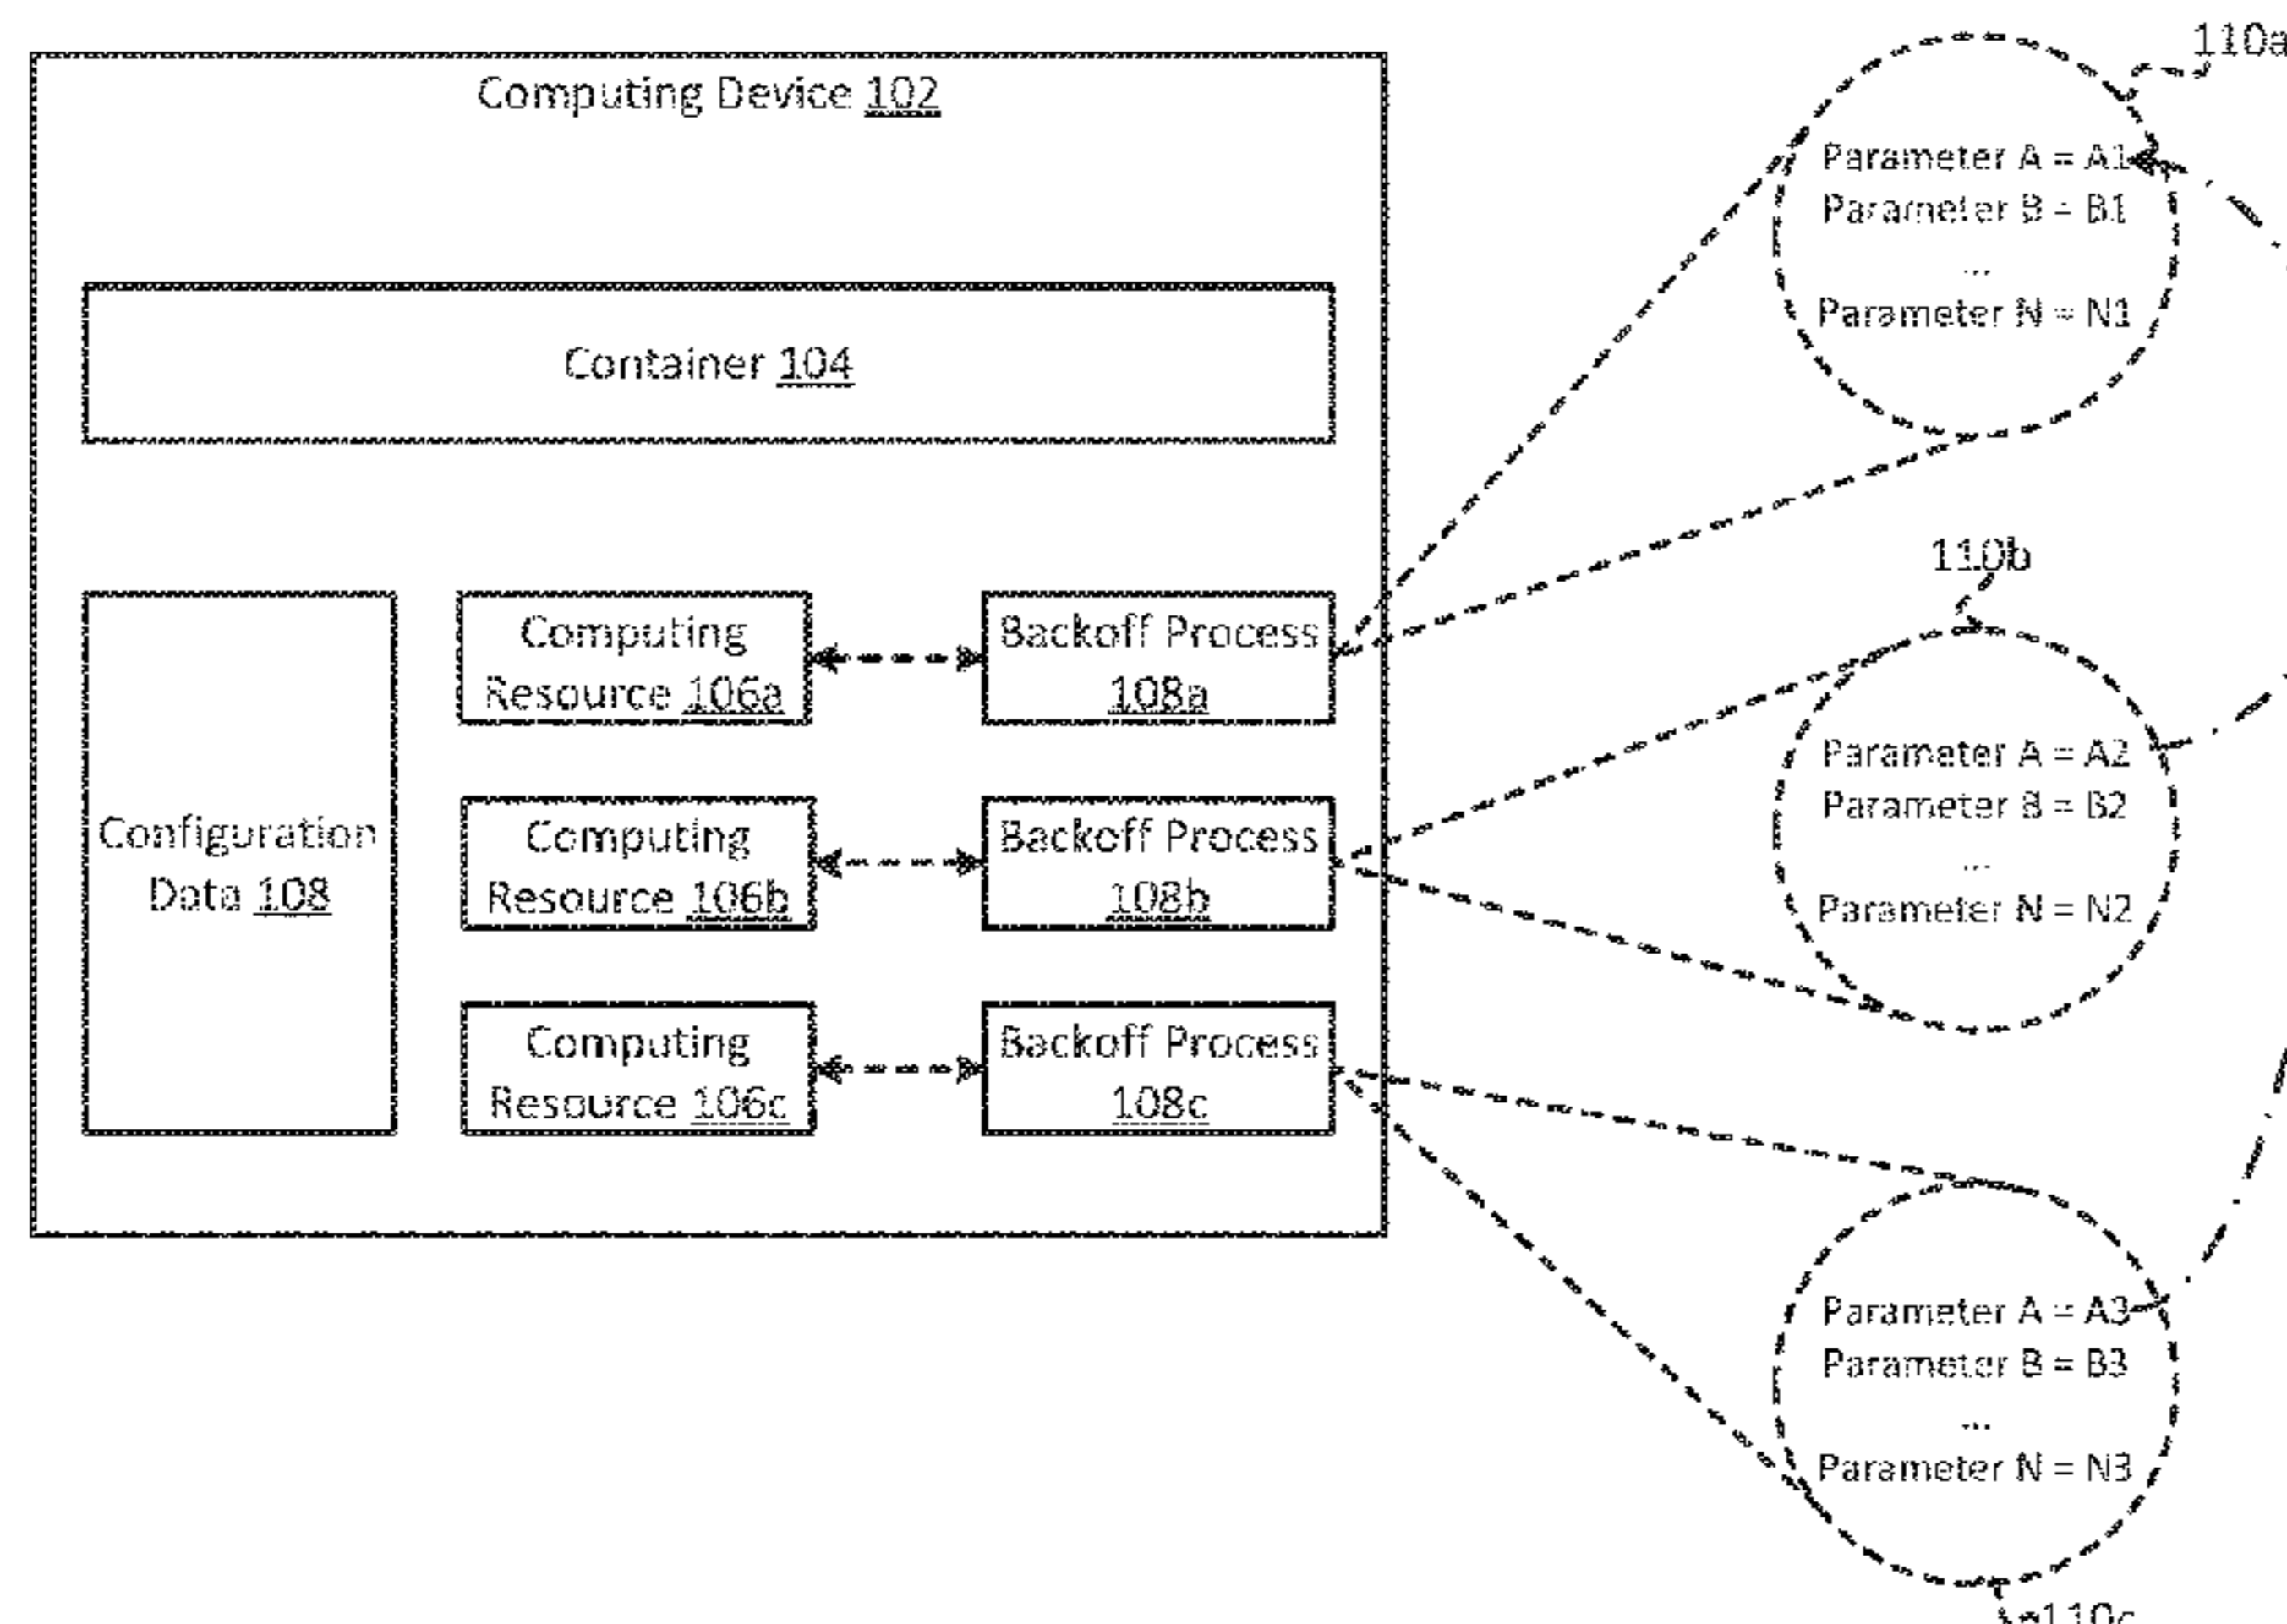 Computing Device 102
Container 104
Configuration
Data 108
Computing
Resource 106a
Backoff Process
108a
Computing
Resource 106b
Backoff Process
108b
Computing
Resource 106c
Backoff Process
108c
110a
Parameter A = A1
Parameter B = B1
...
Parameter N = N1
110b
Parameter A = A2
Parameter B = B2
...
Parameter N = N2
Parameter A = A3
Parameter B = B3
...
Parameter N = N3
110c